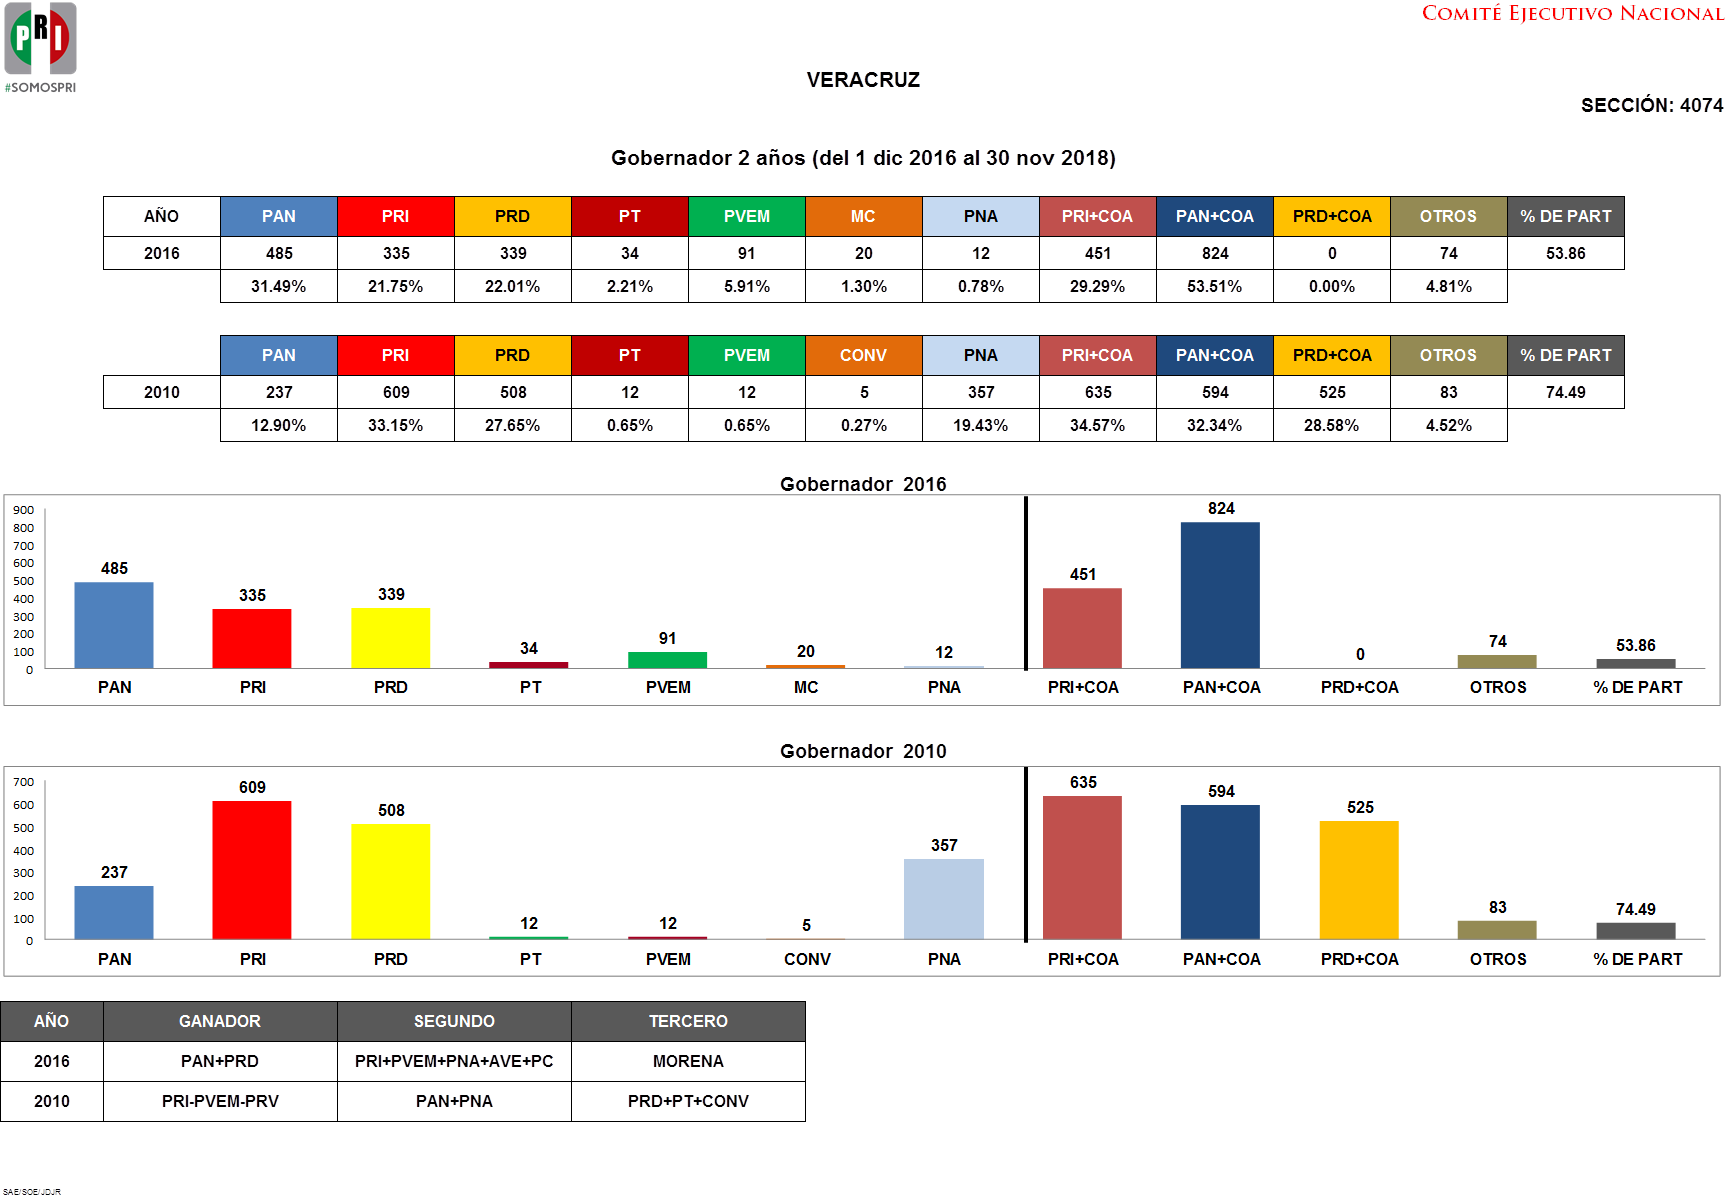 PRI
#SOMOSPRI
COMITÉ EJECUTIVO NACIONAL
VERACRUZ
SECCIÓN: 4074
Gobernador 2 años (del 1 dic 2016 al 30 nov 2018)
AÑO PAN PRI PRD PT PVEM MC PNA PRI+COA PAN+COA PRD+COA OTROS % DE PART
2016 485 335 339 34 91 20 12 451 824 0 74 53.86
31.49% 21.75% 22.01% 2.21% 5.91% 1.30% 0.78% 29.29% 53.51% 0.00% 4.81%
PAN PRI PRD PT PVEM CONV PNA PRI+COA PAN+COA PRD+COA OTROS % DE PART
2010 237 609 508 12 12 5 357 635 594 525 83 74.49
12.90% 33.15% 27.65% 0.65% 0.65% 0.27% 19.43% 34.57% 32.34% 28.58% 4.52%
Gobernador 2016
900
800
700
600
500
400
300
200
100
0
485 335 339 34 91 20 12 451 824 0 74 53.86
PAN PRI PRD PT PVEM MC PNA PRI+COA PAN+COA PRD+COA OTROS % DE PART
Gobernador 2010
700
600
500
400
300
200
100
0
237 609 508 12 12 5 357 635 594 525 83 74.49
PAN PRI PRD PT PVEM CONV PNA PRI+COA PAN+COA PRD+COA OTROS % DE PART
AÑO GANADOR SEGUNDO TERCERO
2016 PAN+PRD PRI+PVEM+PNA+AVE+PC MORENA
2010 PRI-PVEM-PRV PAN+PNA PRD+PT+CONV
SAE/SOE/JDJR